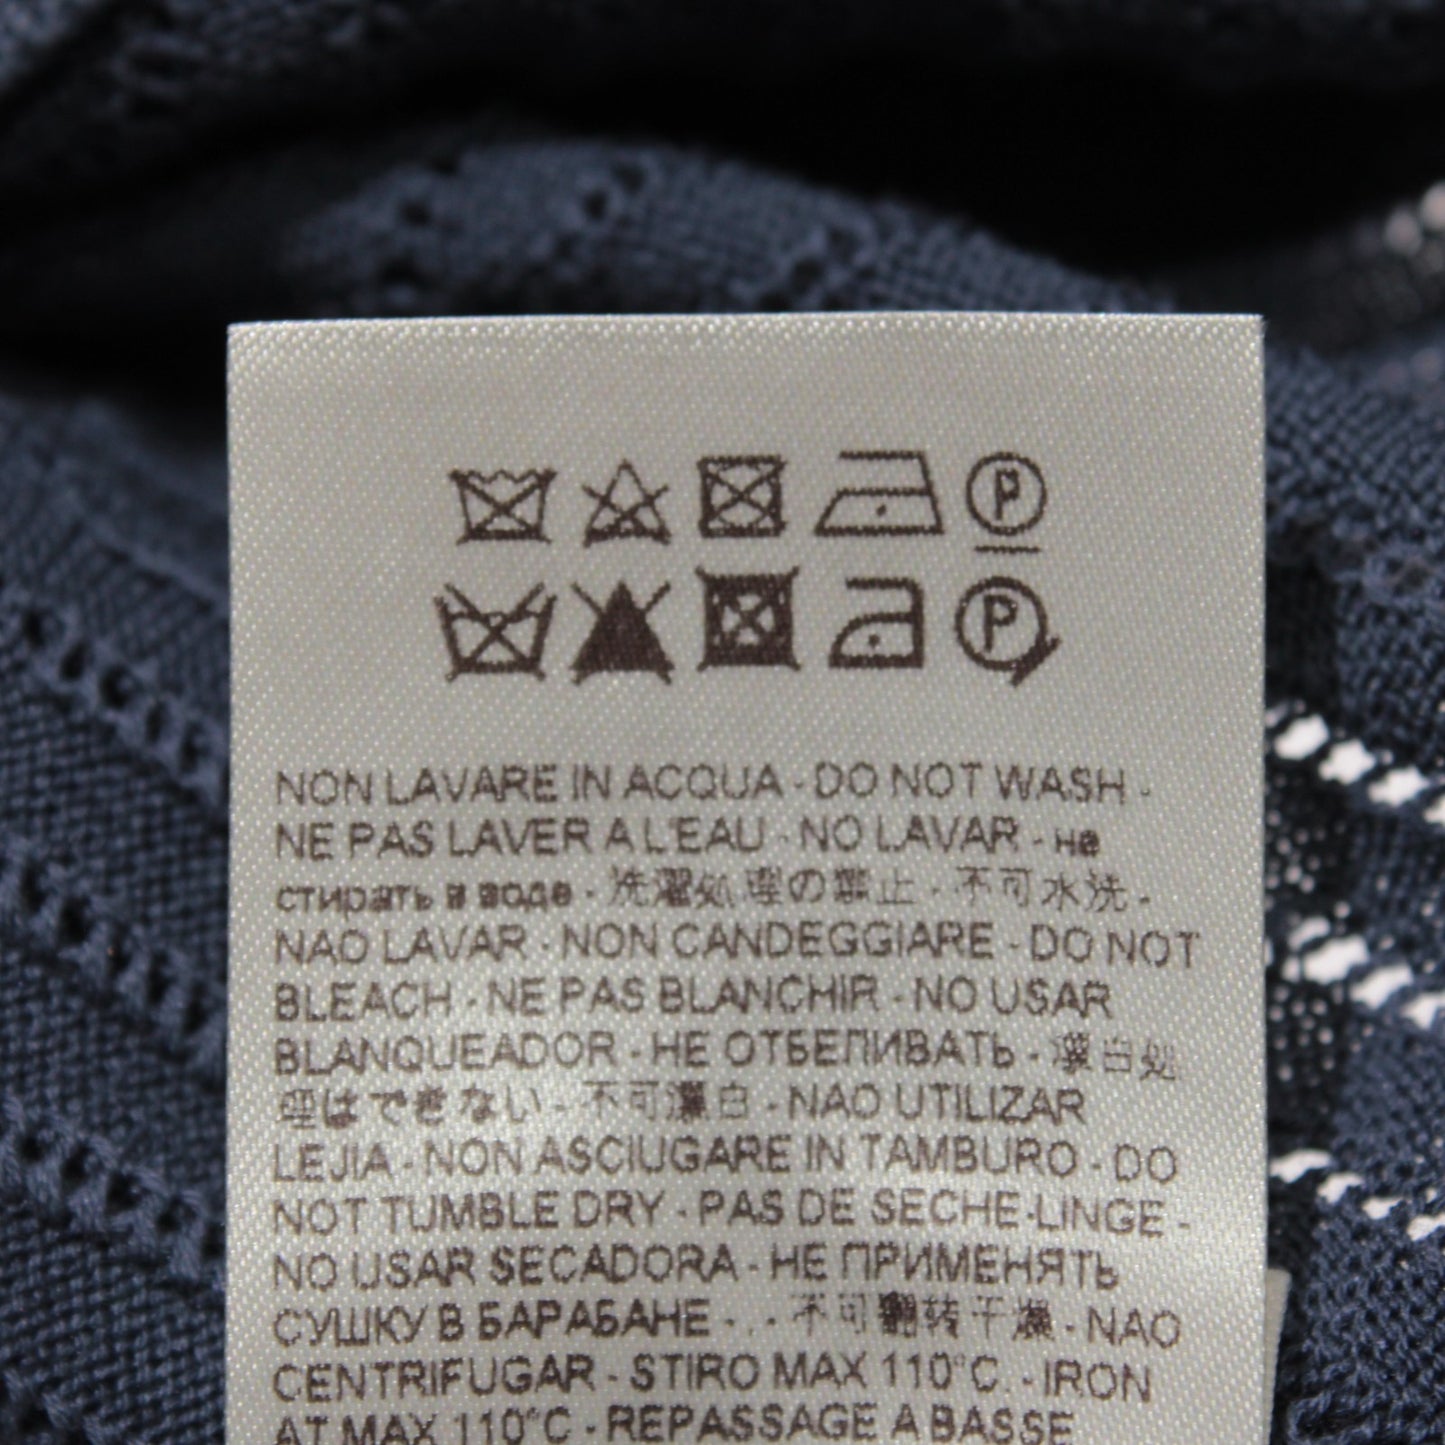 P
P
NON LAVARE IN ACQUA - DO NOT WASH -
NE PAS LAVER A L'EAU - NO LAVAR - не
стирать в воде - 洗濯処理の禁止 - 不可水洗 -
NAO LAVAR - NON CANDEGGIARE - DO NOT
BLEACH - NE PAS BLANCHIR - NO USAR
BLANQUEADOR - НЕ ОТБЕЛИВАТЬ - 漂白処
理はできない - 不可漂白 - NAO UTILIZAR
LEJIA - NON ASCIUGARE IN TAMBURO - DO
NOT TUMBLE DRY - PAS DE SECHE-LINGE -
NO USAR SECADORA - НЕ ПРИМЕНЯТЬ
СУШКУ В БАРАБАНЕ - . - 不可翻转干燥 - NAO
CENTRIFUGAR - STIRO MAX 110°C. - IRON
AT MAX 110°C - REPASSAGE A BASSE